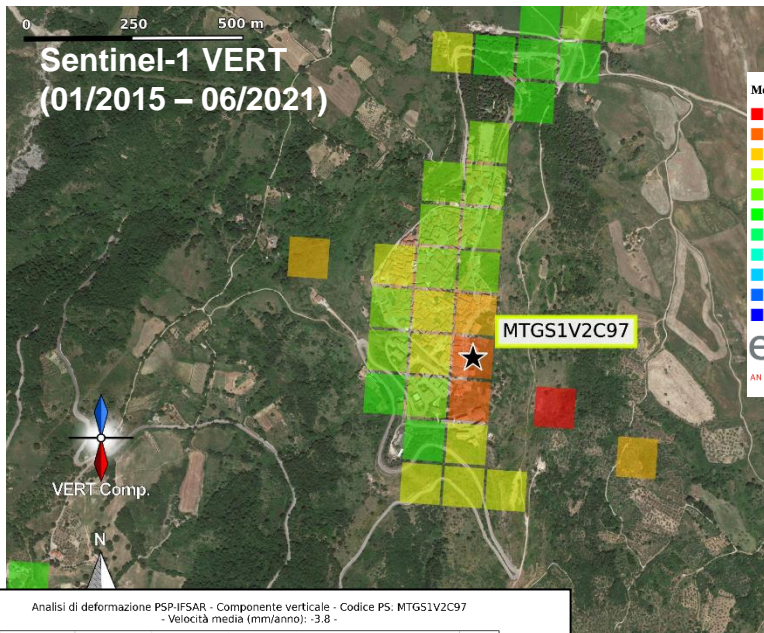 0 250 500 m
Sentinel-1 VERT
(01/2015 – 06/2021)
MTGS1V2C97
VERT Comp.
N
Analisi di deformazione PSP-IFSAR - Componente verticale - Codice PS: MTGS1V2C97
- Velocità media (mm/anno): -3.8 -